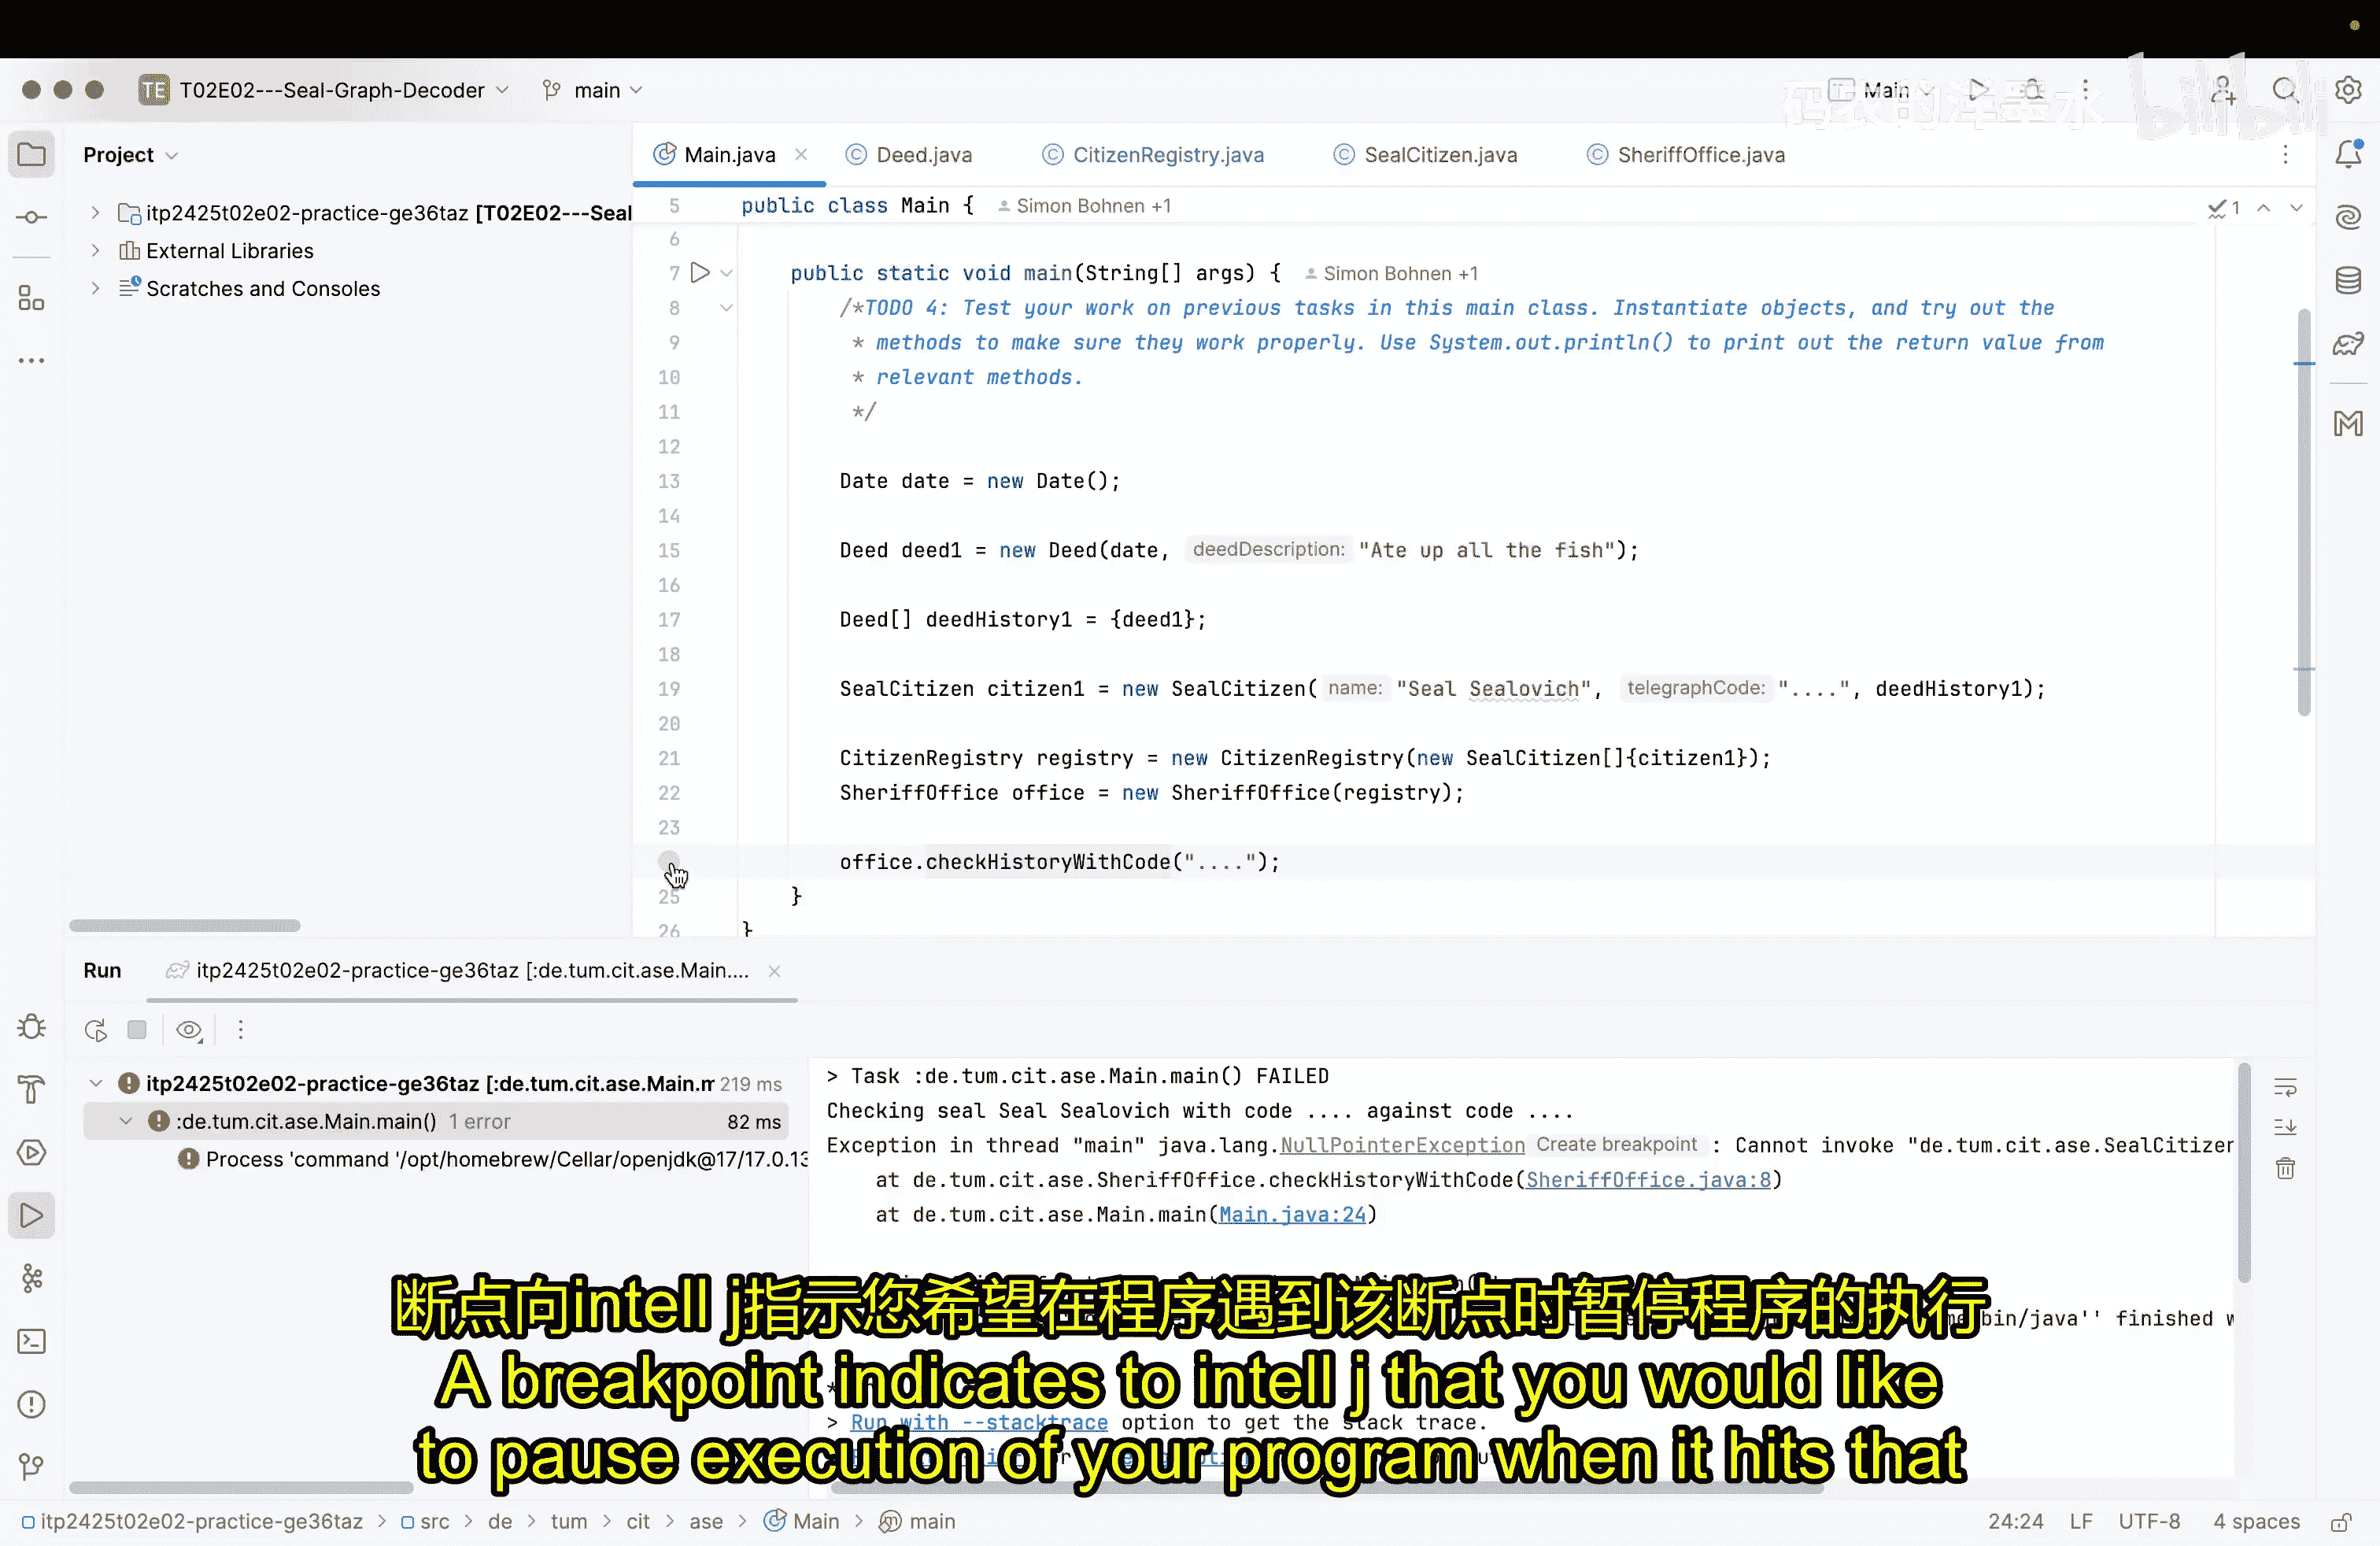 TE T02E02---Seal-Graph-Decoder main
Main
码农的洋墨水 bilibili
Project
Main.java Deed.java CitizenRegistry.java SealCitizen.java SheriffOffice.java
itp2425t02e02-practice-ge36taz [T02E02---Seal
External Libraries
Scratches and Consoles
5 public class Main { Simon Bohnen +1
1
6
7 public static void main(String[] args) { Simon Bohnen +1
8 /*TODO 4: Test your work on previous tasks in this main class. Instantiate objects, and try out the
9 * methods to make sure they work properly. Use System.out.println() to print out the return value from
10 * relevant methods.
11 */
12
13 Date date = new Date();
14
15 Deed deed1 = new Deed(date, deedDescription: "Ate up all the fish");
16
17 Deed[] deedHistory1 = {deed1};
18
19 SealCitizen citizen1 = new SealCitizen( name: "Seal Sealovich", telegraphCode: "....", deedHistory1);
20
21 CitizenRegistry registry = new CitizenRegistry(new SealCitizen[]{citizen1});
22 SheriffOffice office = new SheriffOffice(registry);
23
office.checkHistoryWithCode("....");
25 }
26 }
Run itp2425t02e02-practice-ge36taz [:de.tum.cit.ase.Main....
itp2425t02e02-practice-ge36taz [:de.tum.cit.ase.Main.m 219 ms
:de.tum.cit.ase.Main.main() 1 error 82 ms
Process 'command '/opt/homebrew/Cellar/openjdk@17/17.0.13
> Task :de.tum.cit.ase.Main.main() FAILED
Checking seal Seal Sealovich with code .... against code ....
Exception in thread "main" java.lang.NullPointerException Create breakpoint : Cannot invoke "de.tum.cit.ase.SealCitizen
at de.tum.cit.ase.SheriffOffice.checkHistoryWithCode(SheriffOffice.java:8)
at de.tum.cit.ase.Main.main(Main.java:24)
bin/java'' finished w
> Run with --stacktrace option to get the stack trace.
断点向intell j指示您希望在程序遇到该断点时暂停程序的执行
A breakpoint indicates to intell j that you would like
to pause execution of your program when it hits that
itp2425t02e02-practice-ge36taz > src > de > tum > cit > ase > Main > main
24:24 LF UTF-8 4 spaces